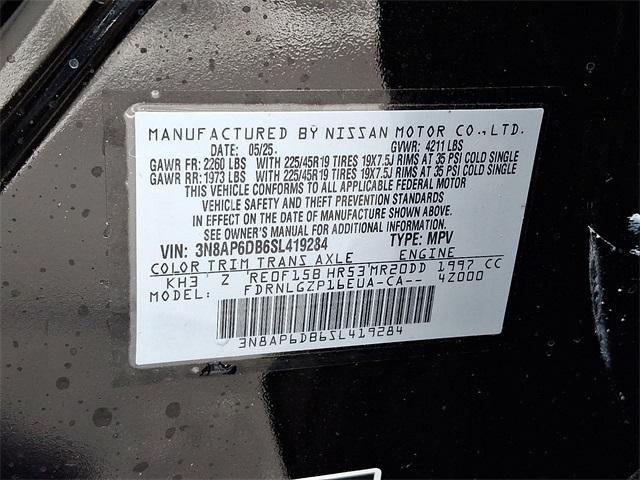 MANUFACTURED BY NISSAN MOTOR CO., LTD.
DATE: 05/25. GVWR: 4211 LBS
GAWR FR: 2260 LBS WITH 225/45R19 TIRES 19X7.5J RIMS AT 35 PSI COLD SINGLE
GAWR RR: 1973 LBS WITH 225/45R19 TIRES 19X7.5J RIMS AT 35 PSI COLD SINGLE
THIS VEHICLE CONFORMS TO ALL APPLICABLE FEDERAL MOTOR
VEHICLE SAFETY AND THEFT PREVENTION STANDARDS
IN EFFECT ON THE DATE OF MANUFACTURE SHOWN ABOVE.
SEE OWNER'S MANUAL FOR ADDITIONAL INFORMATION.
VIN: 3N8AP6DB6SL419284 TYPE: MPV
COLOR TRIM TRANS AXLE ENGINE
KH3 Z RE0F15B HR53 MR20DD 1997 CC
MODEL: FDRNLGZP16EUA-CA-- 4Z000
3N8AP6DB6SL419284